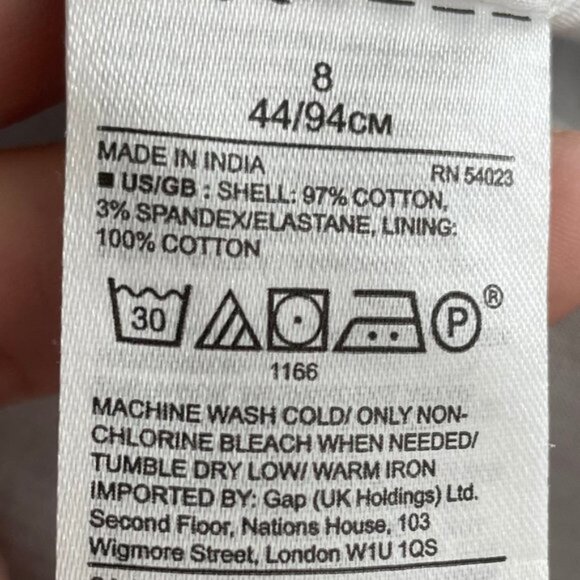 8
44/94CM
MADE IN INDIA
RN 54023
■ US/GB : SHELL: 97% COTTON,
3% SPANDEX/ELASTANE, LINING:
100% COTTON
30 P ®
1166
MACHINE WASH COLD/ ONLY NON-
CHLORINE BLEACH WHEN NEEDED/
TUMBLE DRY LOW/ WARM IRON
IMPORTED BY: Gap (UK Holdings) Ltd.
Second Floor, Nations House, 103
Wigmore Street, London W1U 1QS